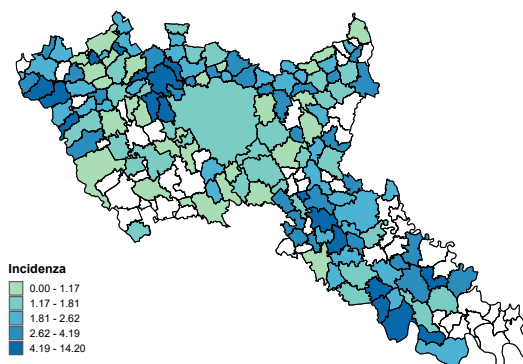 Incidenza
0.00 - 1.17
1.17 - 1.81
1.81 - 2.62
2.62 - 4.19
4.19 - 14.20